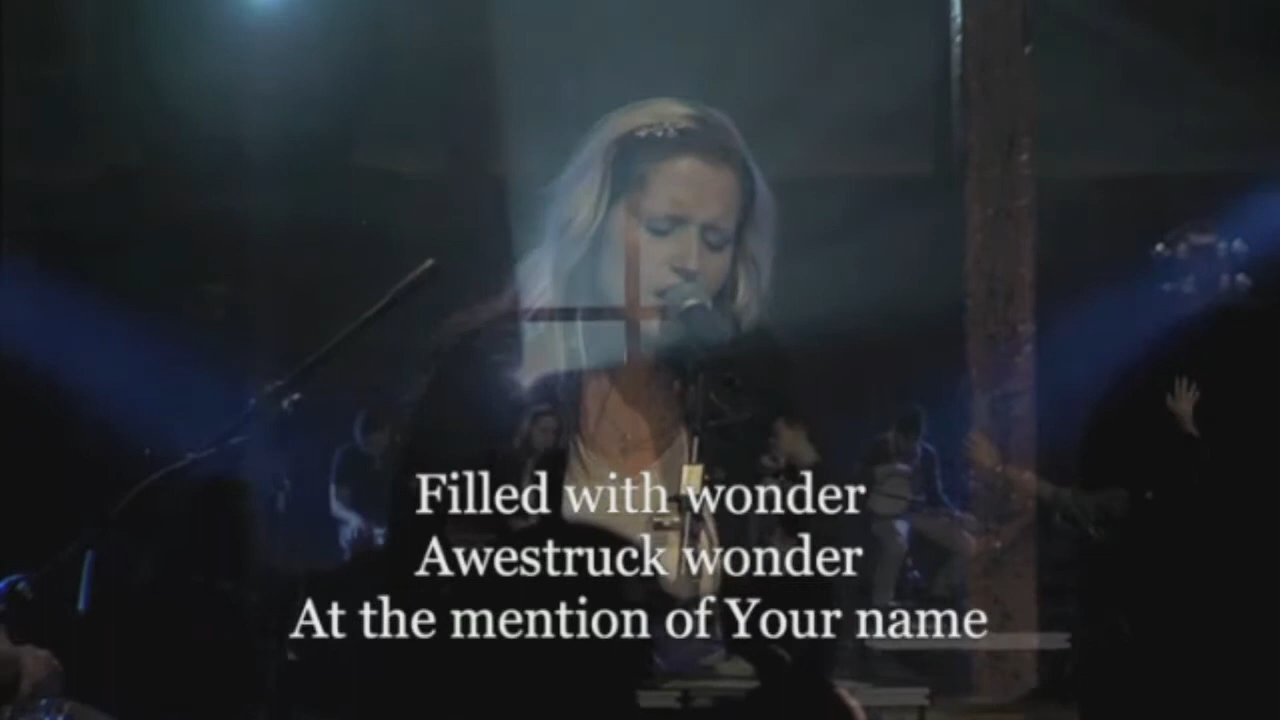 Filled with wonder
Awestruck wonder
At the mention of Your name